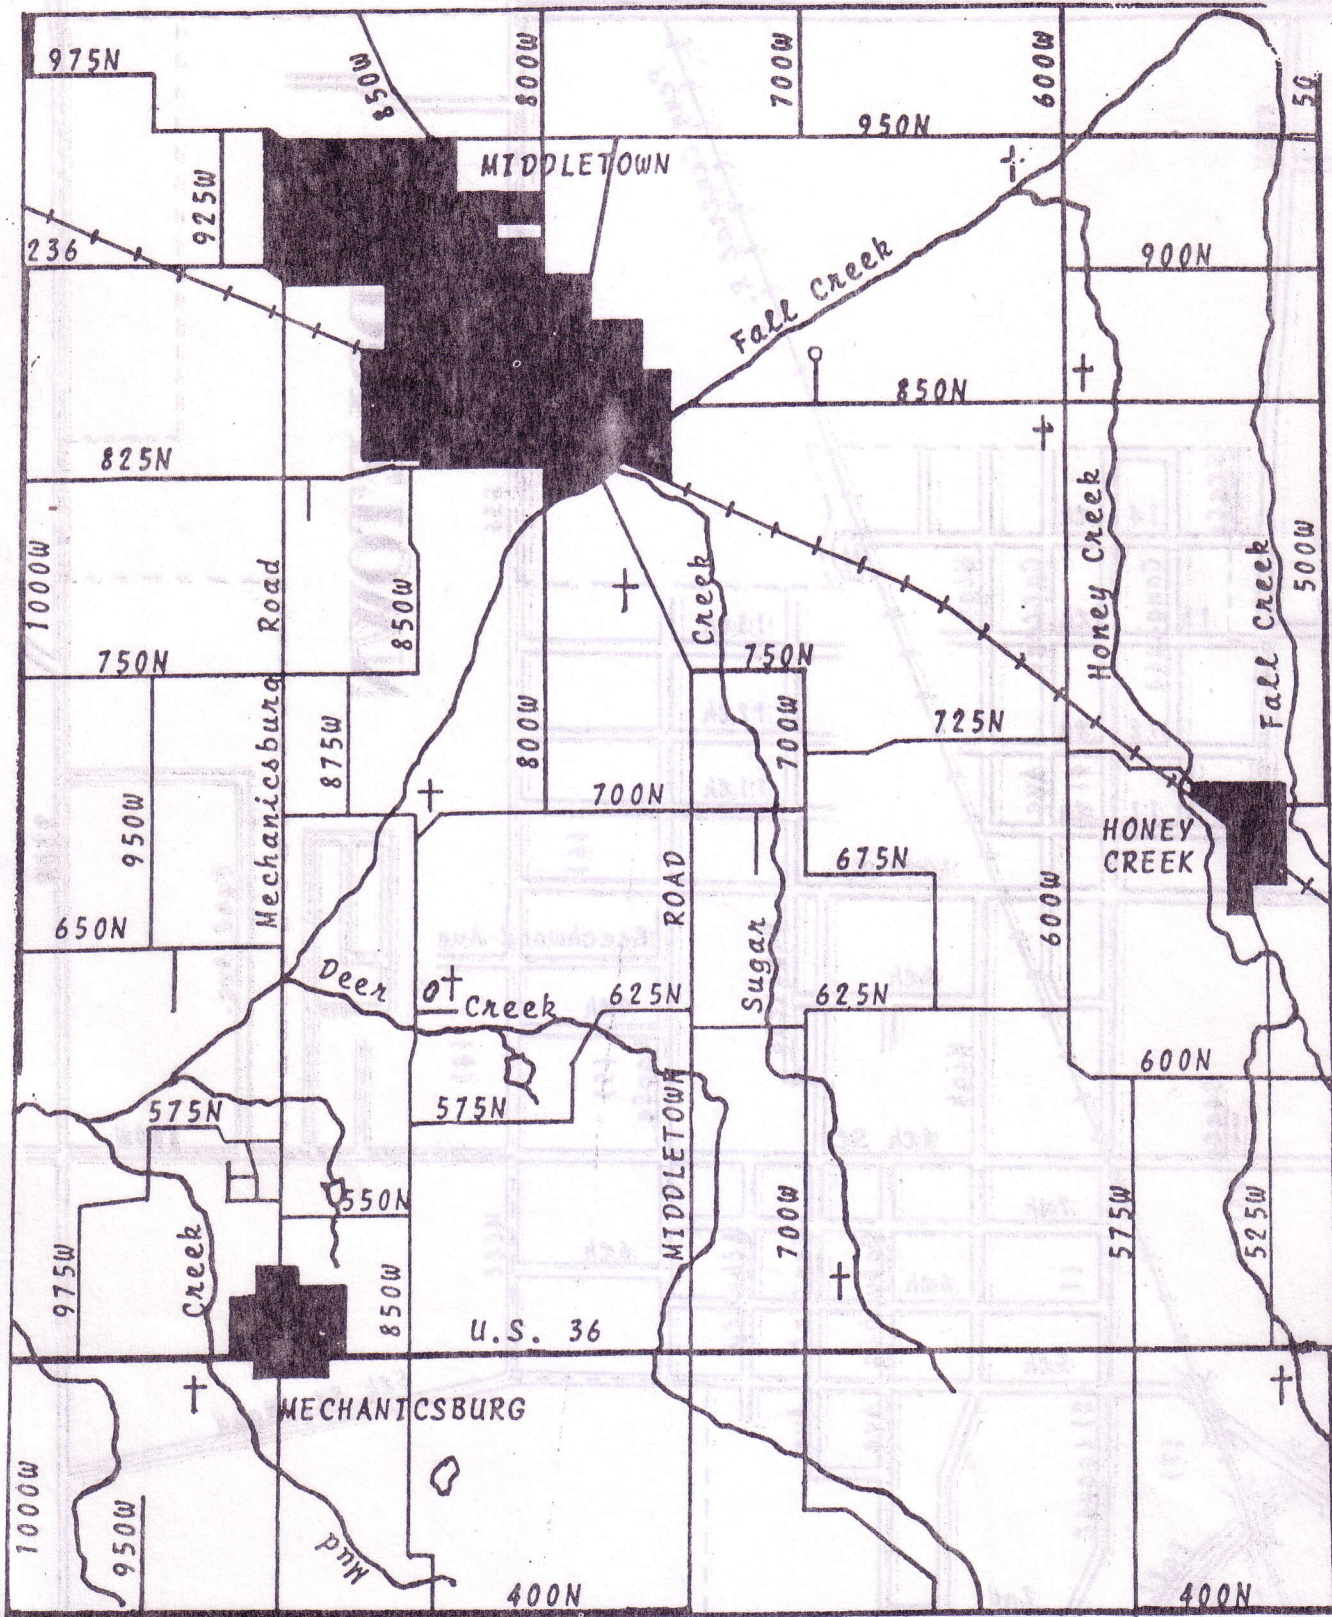 975N
850W
800W
700W
600W
50
950N
MIDDLETOWN
925W
236
900N
Fall Creek
850N
825N
1000W
Mechanicsburg Road
850W
Creek
Honey Creek
Fall Creek
500W
750N
750N
875W
800W
700W
725N
950W
700N
HONEY
CREEK
675N
600W
650N
MIDDLETOWN ROAD
Sugar
Deer
Creek
625N
625N
600N
575N
575N
550N
975W
Creek
850W
700W
575W
525W
U.S. 36
MECHANICSBURG
1000W
950W
Mud
400N
400N